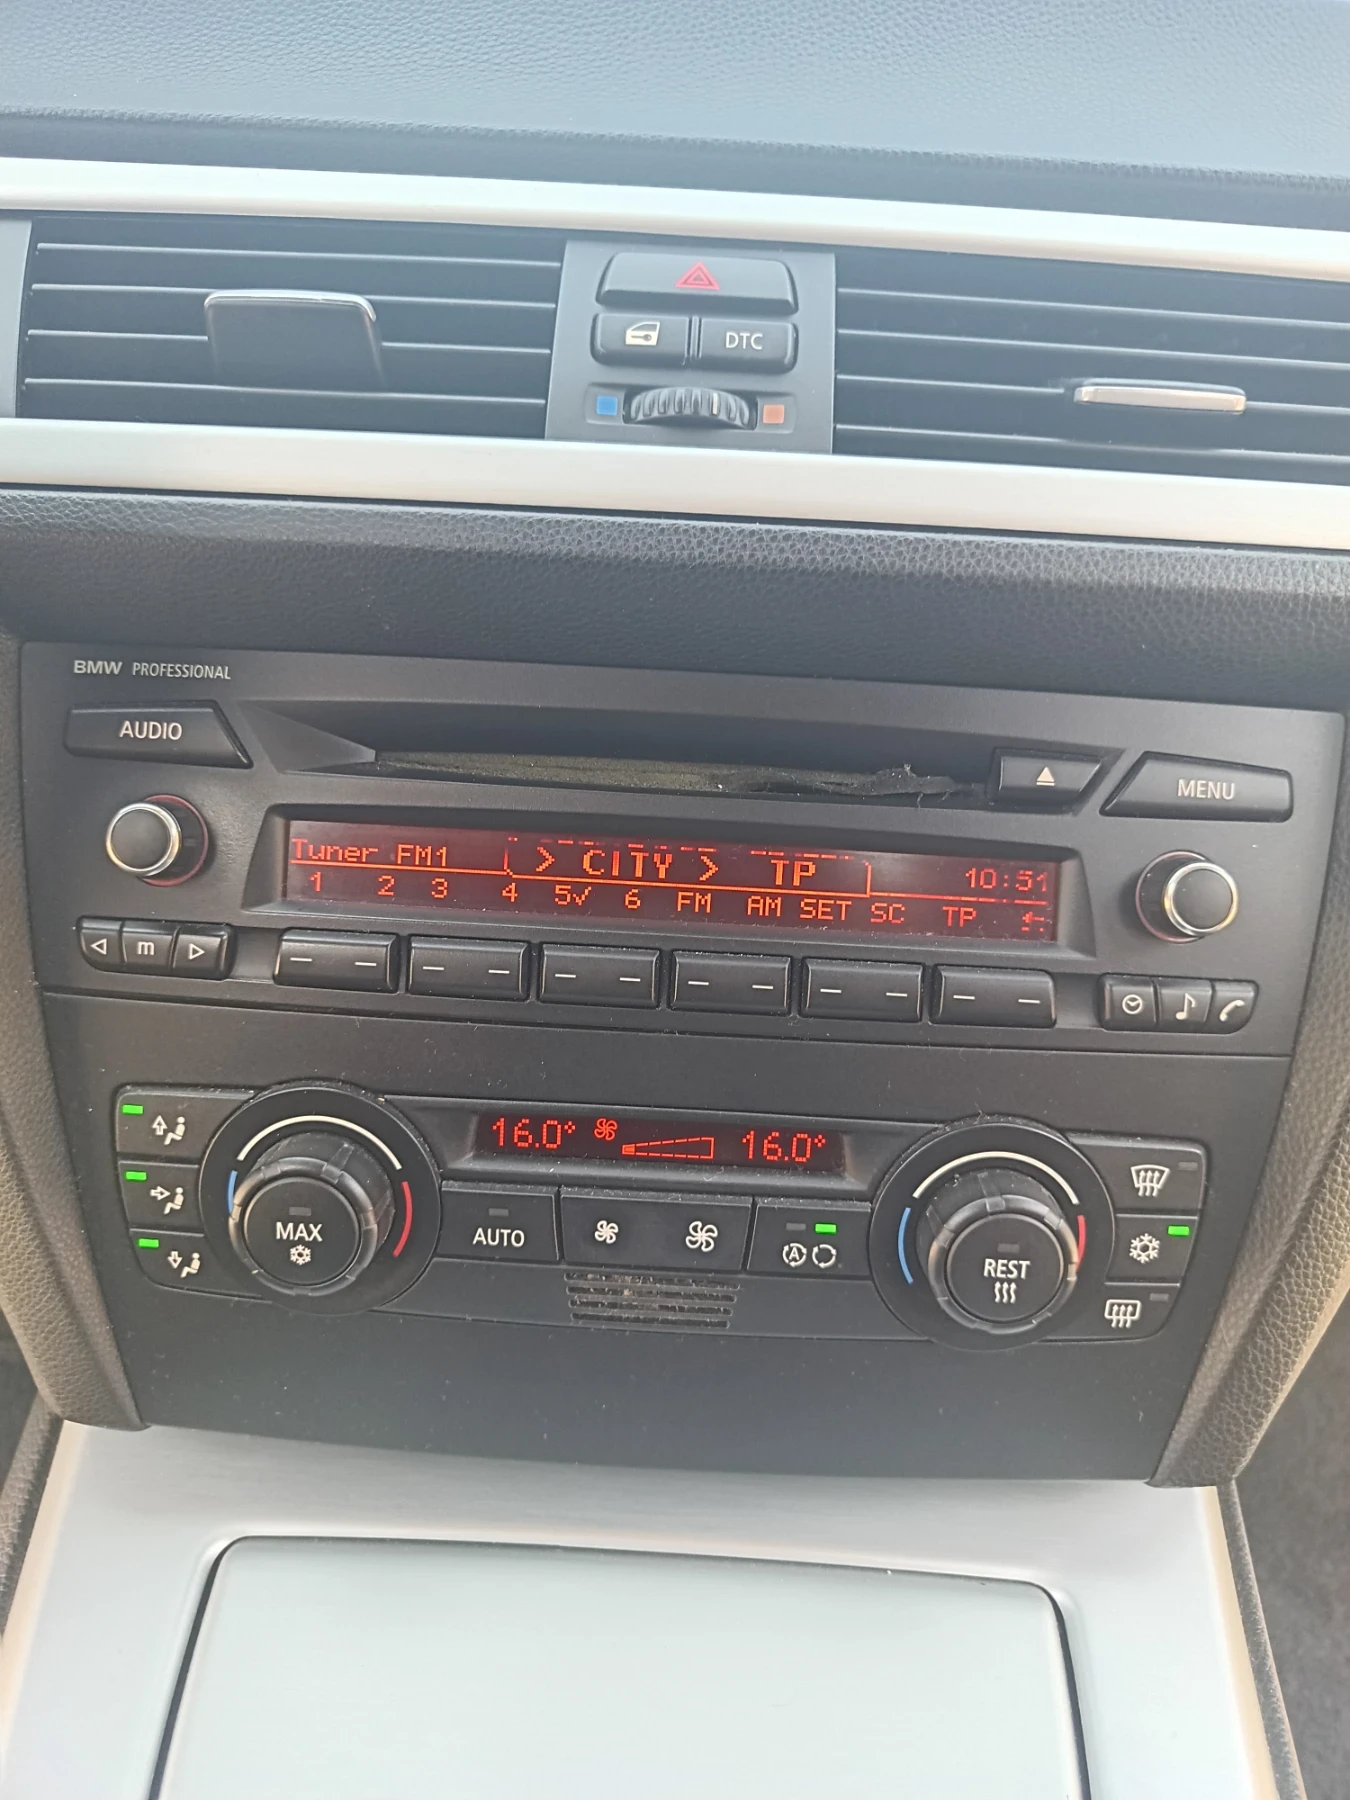 DTC
BMW PROFESSIONAL
AUDIO
MENU
Tuner FM1 > CITY > TP 10:51
1 2 3 4 5✓ 6 FM AM SET SC TP
m
16.0° 16.0°
MAX
AUTO
A
REST